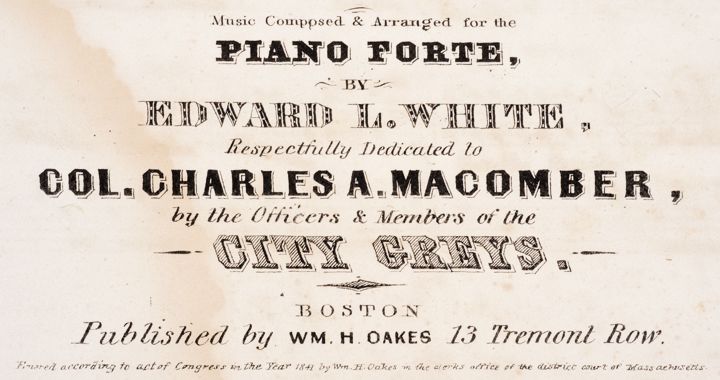 Music Composed & Arranged for the
PIANO FORTE,
BY
EDWARD L. WHITE,
Respectfully Dedicated to
COL. CHARLES A. MACOMBER,
by the Officers & Members of the
CITY GREYS.
BOSTON
Published by WM. H. OAKES 13 Tremont Row.
Entered according to act of Congress in the Year 1841 by Wm. H. Oakes in the clerks office of the district court of Massachusetts.